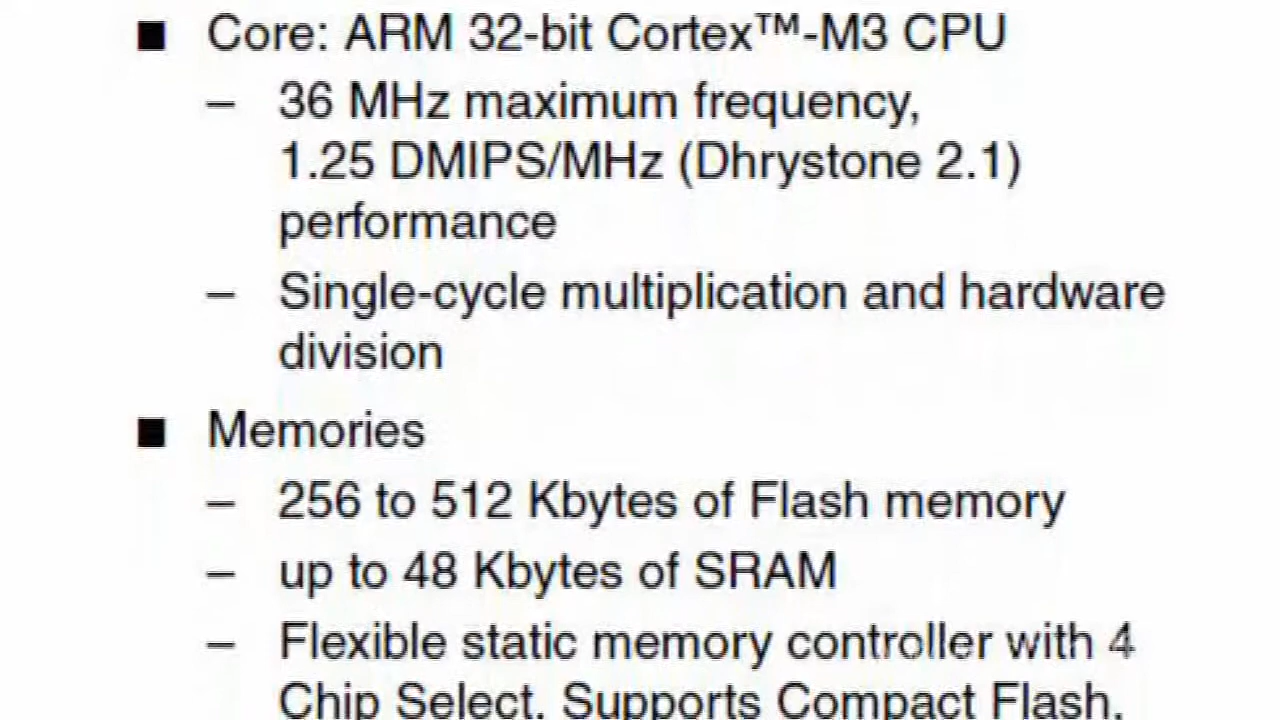 ■ Core: ARM 32-bit Cortex™-M3 CPU
– 36 MHz maximum frequency,
1.25 DMIPS/MHz (Dhrystone 2.1)
performance
– Single-cycle multiplication and hardware
division
■ Memories
– 256 to 512 Kbytes of Flash memory
– up to 48 Kbytes of SRAM
– Flexible static memory controller with 4
Chip Select. Supports Compact Flash,